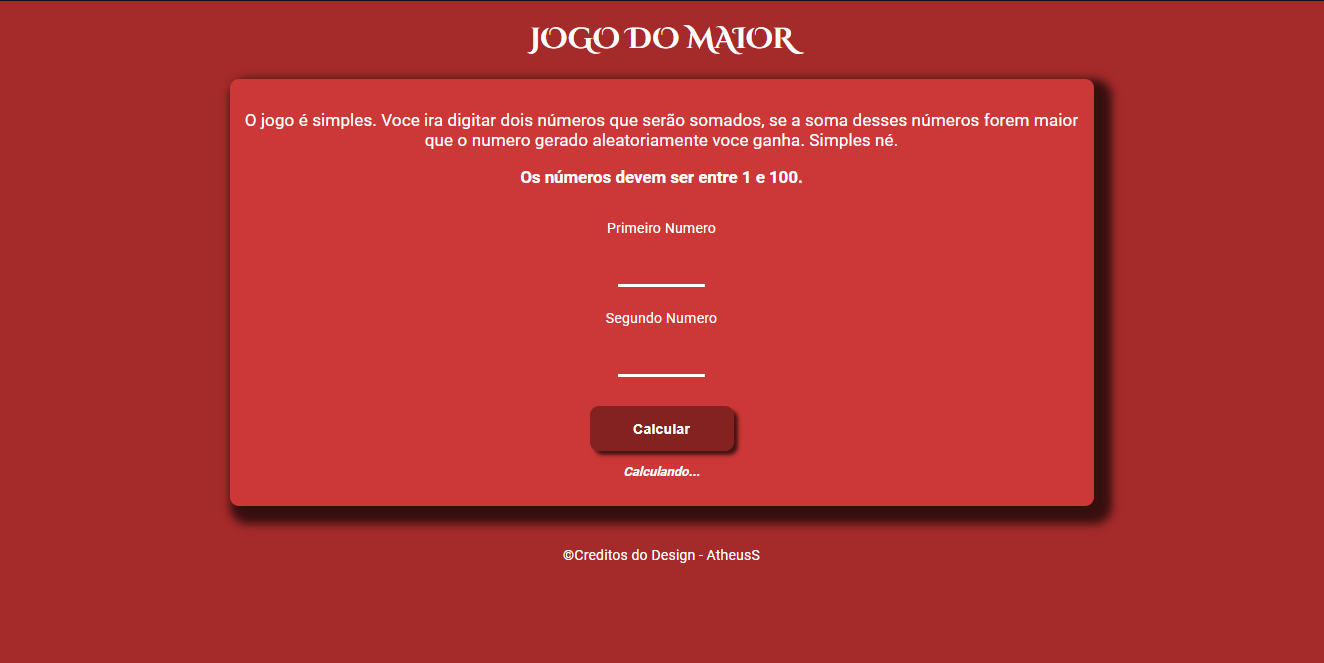 JOGO DO MAIOR
O jogo é simples. Voce ira digitar dois números que serão somados, se a soma desses números forem maior
que o numero gerado aleatoriamente voce ganha. Simples né.
Os números devem ser entre 1 e 100.
Primeiro Numero
Segundo Numero
Calcular
Calculando...
©Creditos do Design - AtheusS